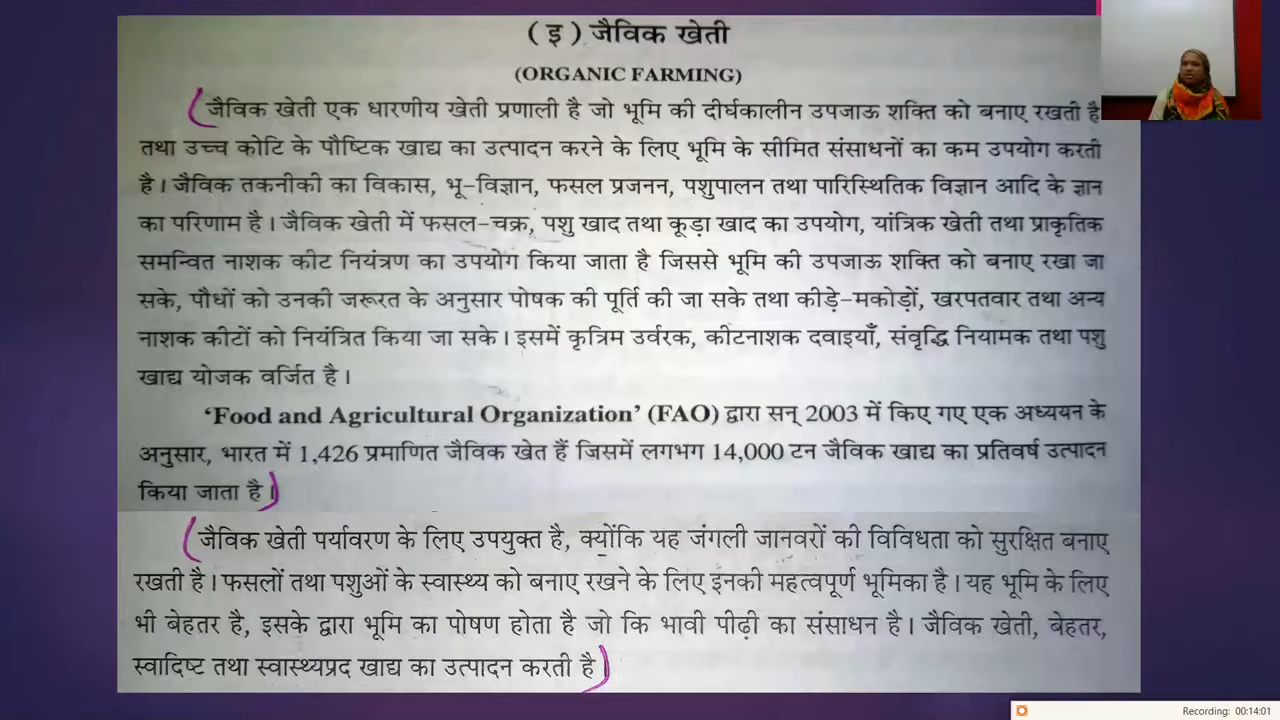 ( इ ) जैविक खेती
(ORGANIC FARMING)
जैविक खेती एक धारणीय खेती प्रणाली है जो भूमि की दीर्घकालीन उपजाऊ शक्ति को बनाए रखती है
तथा उच्च कोटि के पौष्टिक खाद्य का उत्पादन करने के लिए भूमि के सीमित संसाधनों का कम उपयोग करती
है। जैविक तकनीकी का विकास, भू-विज्ञान, फसल प्रजनन, पशुपालन तथा पारिस्थितिक विज्ञान आदि के ज्ञान
का परिणाम है। जैविक खेती में फसल-चक्र, पशु खाद तथा कूड़ा खाद का उपयोग, यांत्रिक खेती तथा प्राकृतिक
समन्वित नाशक कीट नियंत्रण का उपयोग किया जाता है जिससे भूमि की उपजाऊ शक्ति को बनाए रखा जा
सके, पौधों को उनकी जरूरत के अनुसार पोषक की पूर्ति की जा सके तथा कीड़े-मकोड़ों, खरपतवार तथा अन्य
नाशक कीटों को नियंत्रित किया जा सके। इसमें कृत्रिम उर्वरक, कीटनाशक दवाइयाँ, संवृद्धि नियामक तथा पशु
खाद्य योजक वर्जित है।
'Food and Agricultural Organization' (FAO) द्वारा सन् 2003 में किए गए एक अध्ययन के
अनुसार, भारत में 1,426 प्रमाणित जैविक खेत हैं जिसमें लगभग 14,000 टन जैविक खाद्य का प्रतिवर्ष उत्पादन
किया जाता है।
जैविक खेती पर्यावरण के लिए उपयुक्त है, क्योंकि यह जंगली जानवरों की विविधता को सुरक्षित बनाए
रखती है। फसलों तथा पशुओं के स्वास्थ्य को बनाए रखने के लिए इनकी महत्वपूर्ण भूमिका है। यह भूमि के लिए
भी बेहतर है, इसके द्वारा भूमि का पोषण होता है जो कि भावी पीढ़ी का संसाधन है। जैविक खेती, बेहतर,
स्वादिष्ट तथा स्वास्थ्यप्रद खाद्य का उत्पादन करती है।
Recording: 00:14:01